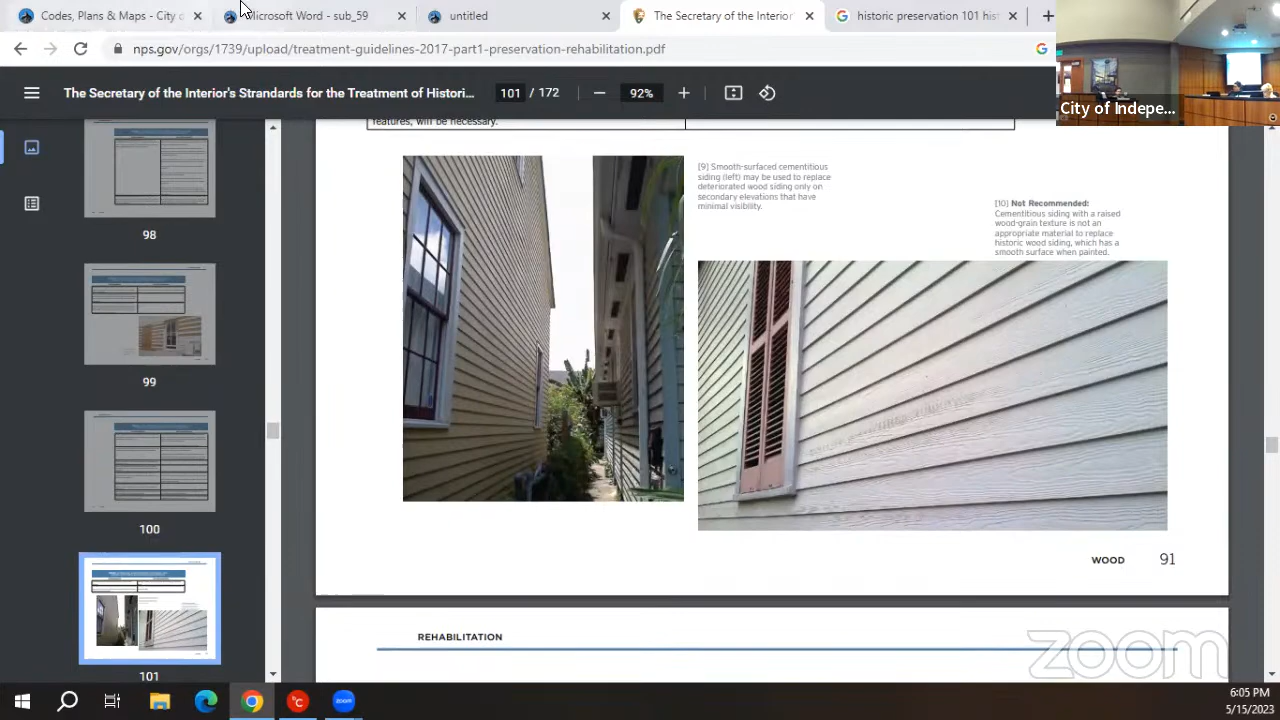 Codes, Plans & Maps - City o
Microsoft Word - sub_59
untitled
The Secretary of the Interior'
historic preservation 101 his
nps.gov/orgs/1739/upload/treatment-guidelines-2017-part1-preservation-rehabilitation.pdf
City of Indepe...
The Secretary of the Interior's Standards for the Treatment of Histori...
101 / 172
92%
features, will be necessary.
98
99
100
101
[9] Smooth-surfaced cementitious
siding (left) may be used to replace
deteriorated wood siding only on
secondary elevations that have
minimal visibility.
[10] Not Recommended:
Cementitious siding with a raised
wood-grain texture is not an
appropriate material to replace
historic wood siding, which has a
smooth surface when painted.
WOOD 91
REHABILITATION
zoom
zoom
6:05 PM
5/15/2023